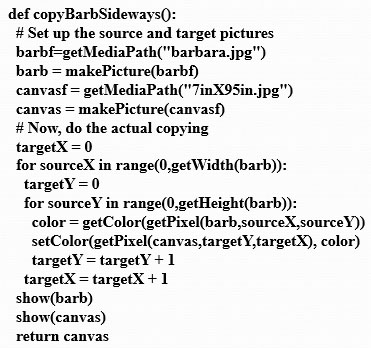 def copyBarbSideways():
# Set up the source and target pictures
barbf=getMediaPath("barbara.jpg")
barb = makePicture(barbf)
canvasf = getMediaPath("7inX95in.jpg")
canvas = makePicture(canvasf)
# Now, do the actual copying
targetX = 0
for sourceX in range(0,getWidth(barb)):
targetY = 0
for sourceY in range(0,getHeight(barb)):
color = getColor(getPixel(barb,sourceX,sourceY))
setColor(getPixel(canvas,targetY,targetX), color)
targetY = targetY + 1
targetX = targetX + 1
show(barb)
show(canvas)
return canvas